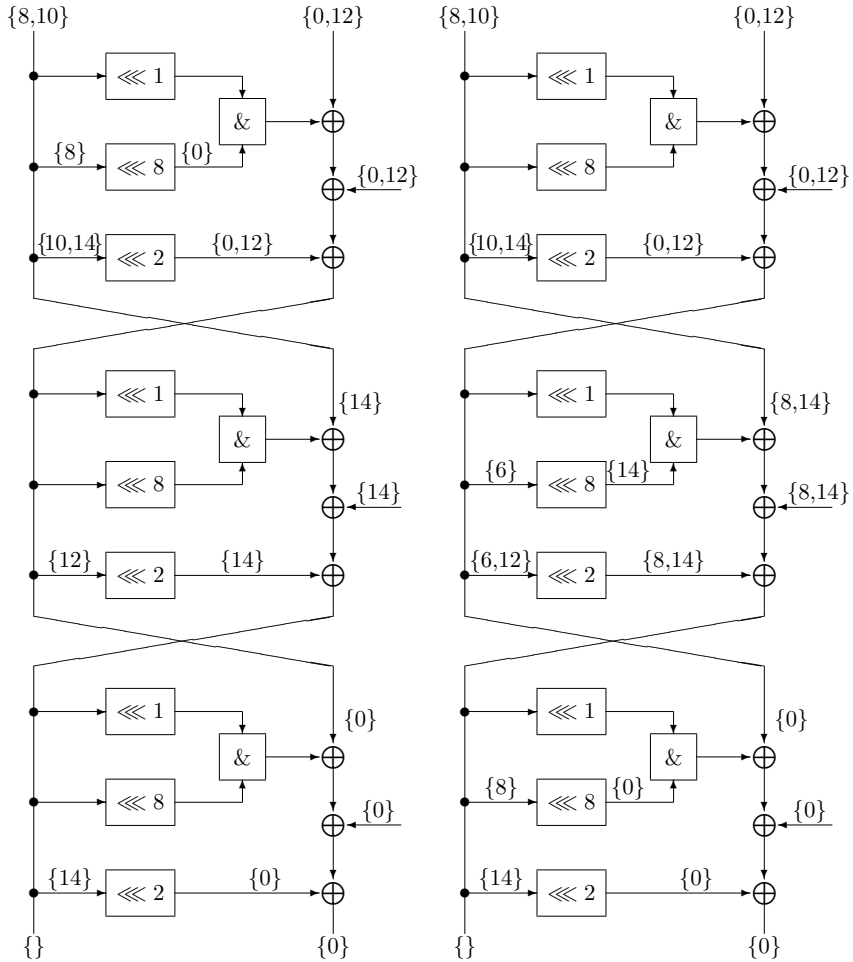 {8,10} {0,12} {8,10} {0,12}
⋘ 1 ⋘ 1
& &
{8} ⋘ 8 {0} ⋘ 8
{0,12} {0,12}
{10,14} ⋘ 2 {0,12} {10,14} ⋘ 2 {0,12}
⋘ 1 {14} ⋘ 1 {8,14}
& &
⋘ 8 {6} ⋘ 8 {14}
{14} {8,14}
{12} ⋘ 2 {14} {6,12} ⋘ 2 {8,14}
⋘ 1 {0} ⋘ 1 {0}
& &
⋘ 8 {8} ⋘ 8 {0}
{0} {0}
{14} ⋘ 2 {0} {14} ⋘ 2 {0}
{} {0} {} {0}